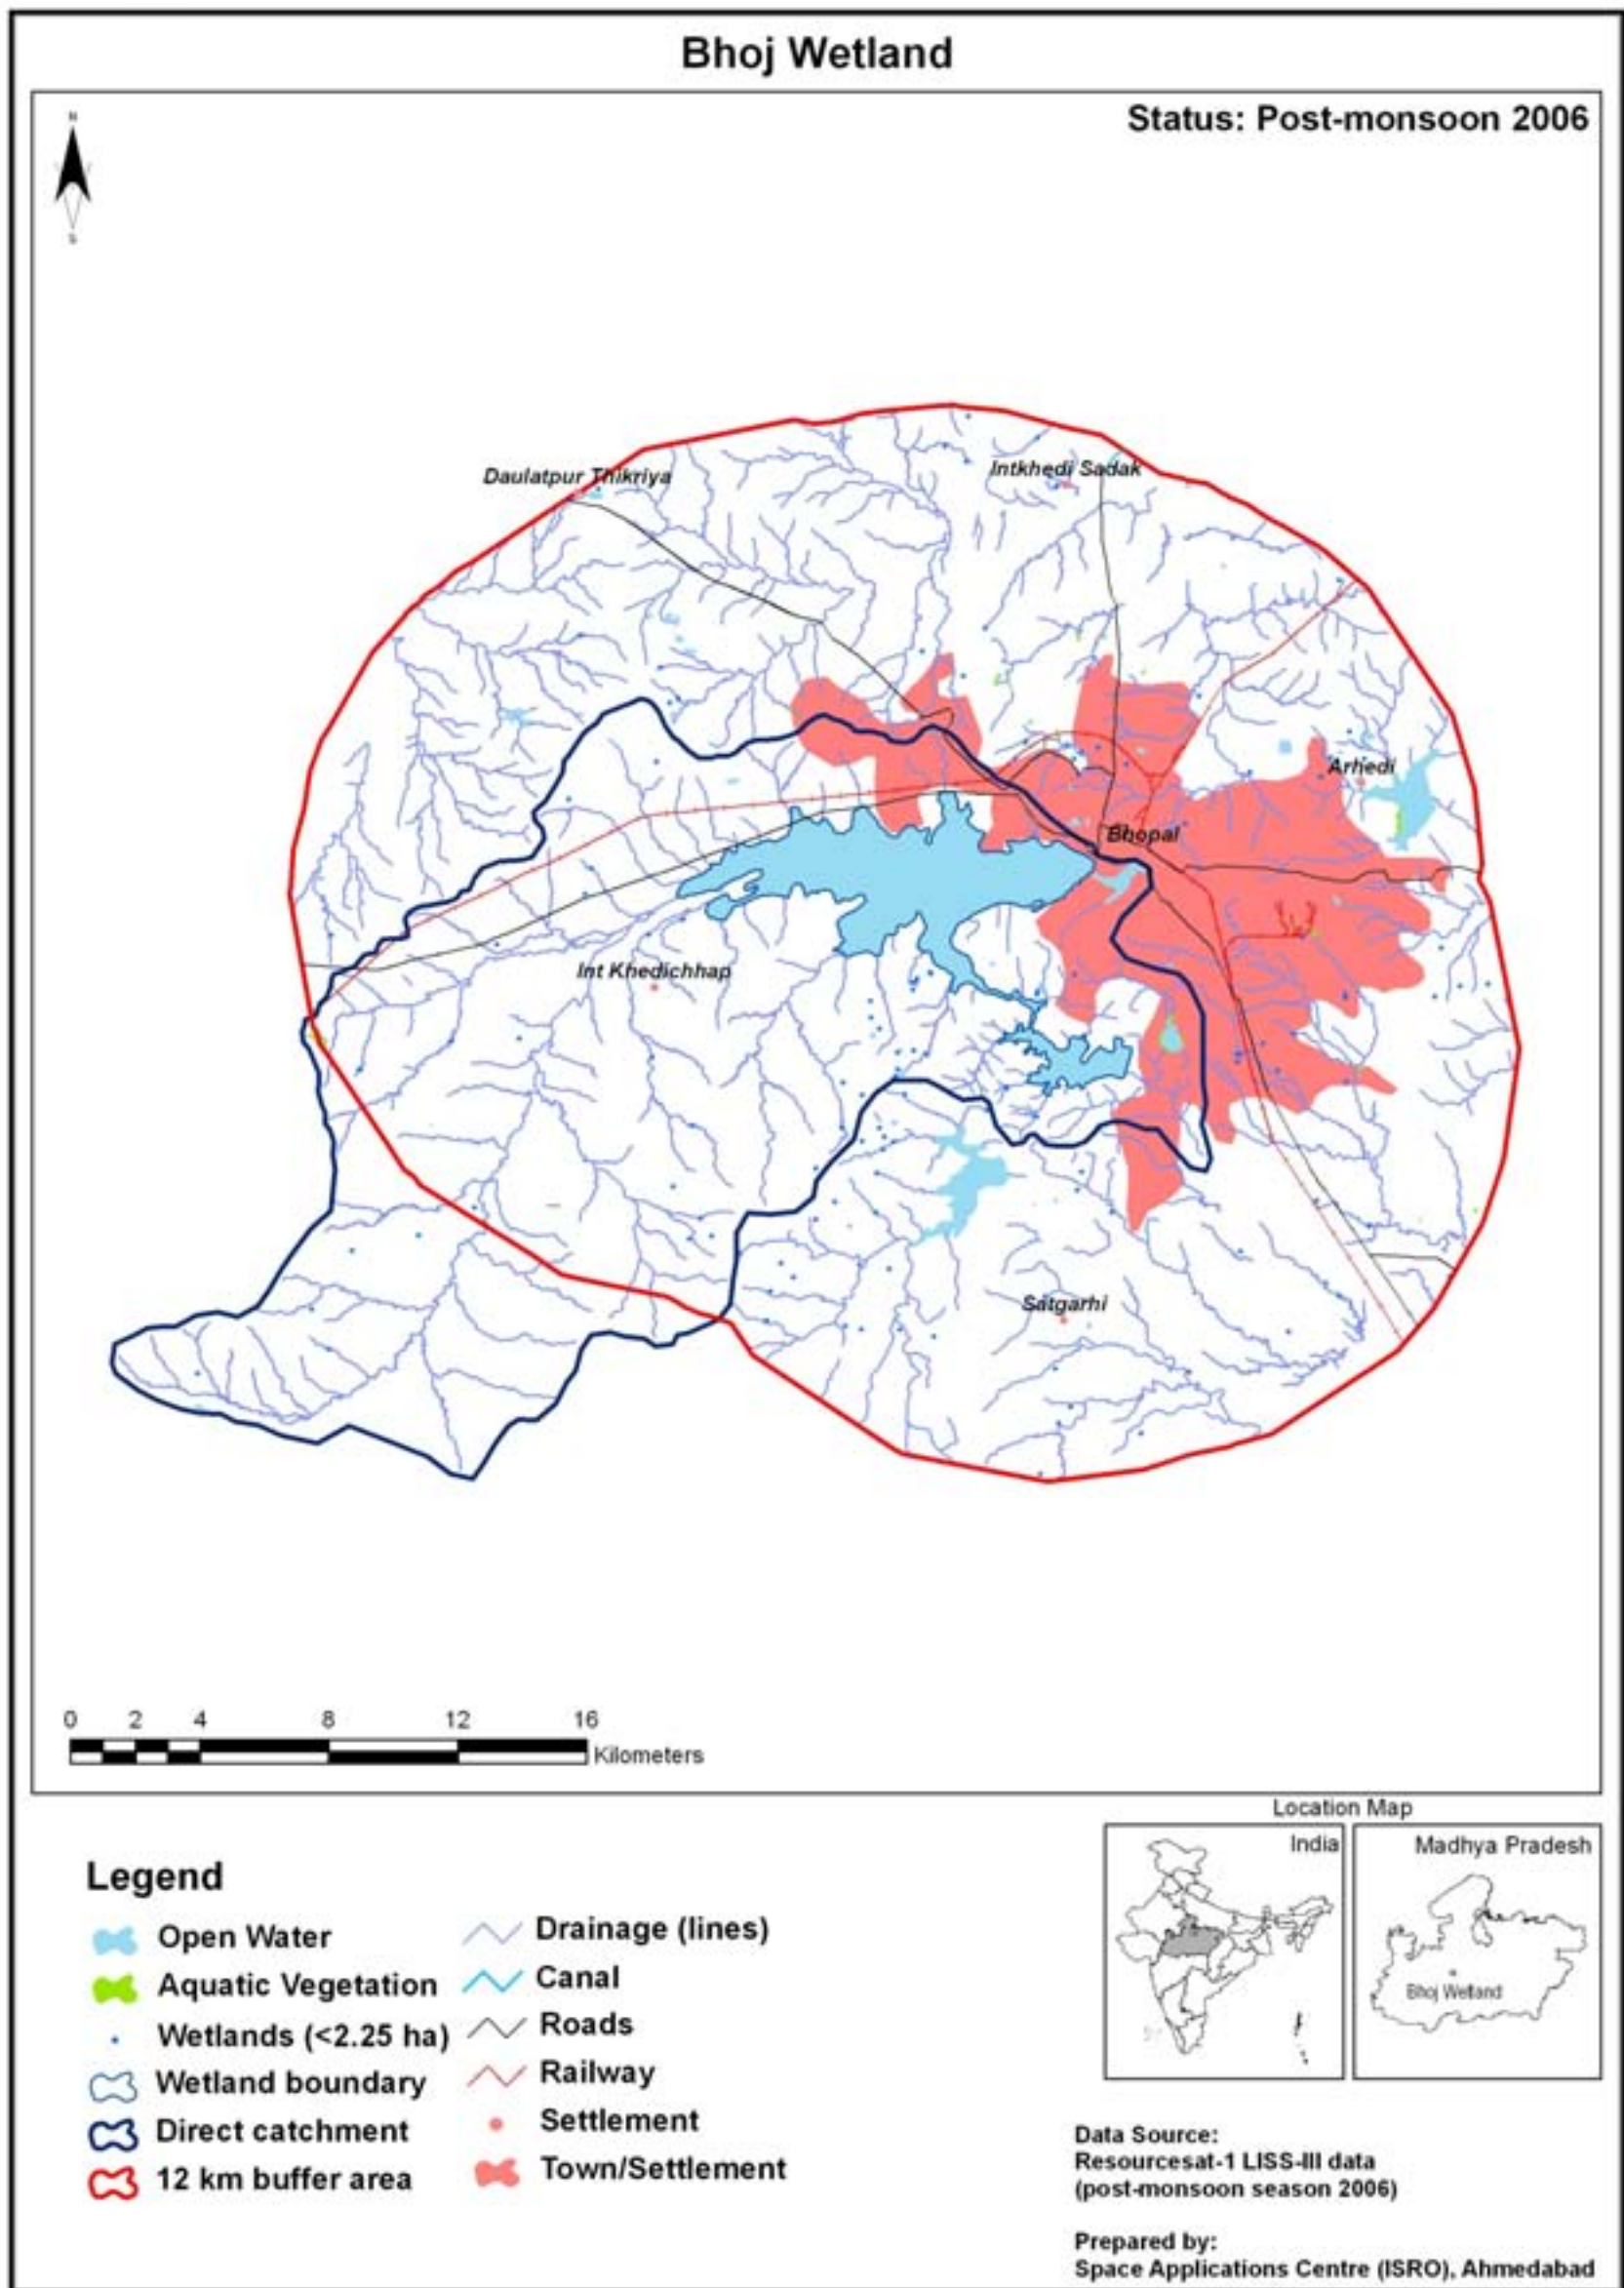 Bhoj Wetland
Status: Post-monsoon 2006
N
S
Daulatpur Thikriya
Intkhedi Sadak
Arhedi
Bhopal
Int Khedichhap
Satgarhi
0 2 4 8 12 16
Kilometers
Location Map
India
Madhya Pradesh
Bhoj Wetland
Legend
Open Water
Aquatic Vegetation
Wetlands (<2.25 ha)
Wetland boundary
Direct catchment
12 km buffer area
Drainage (lines)
Canal
Roads
Railway
Settlement
Town/Settlement
Data Source:
Resourcesat-1 LISS-III data
(post-monsoon season 2006)
Prepared by:
Space Applications Centre (ISRO), Ahmedabad